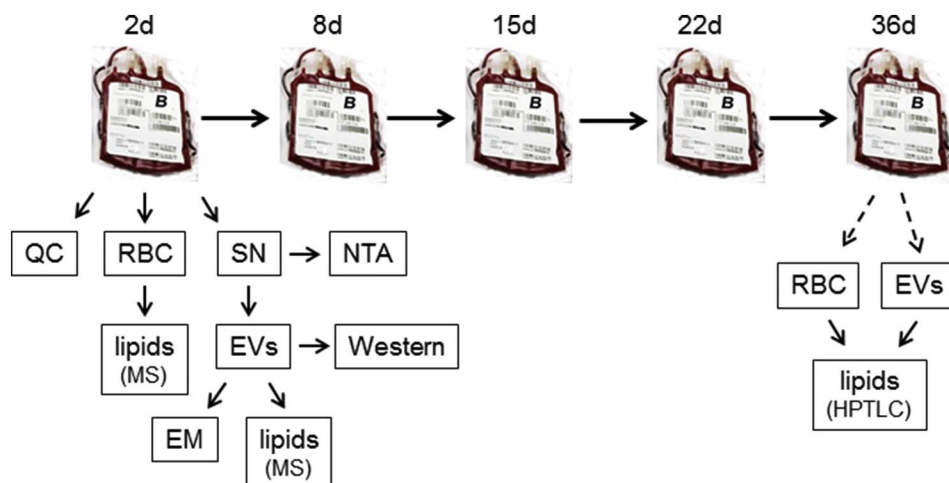 2d 8d 15d 22d 36d
B B B B B
QC RBC SN NTA
RBC EVs
lipids
(MS)
EVs Western
lipids
(HPTLC)
EM lipids
(MS)